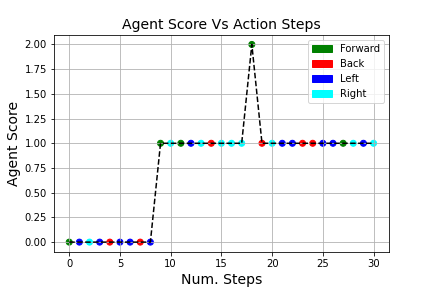 Agent Score Vs Action Steps
2.00
1.75
1.50
1.25
1.00
0.75
0.50
0.25
0.00
Agent Score
Forward
Back
Left
Right
0 5 10 15 20 25 30
Num. Steps